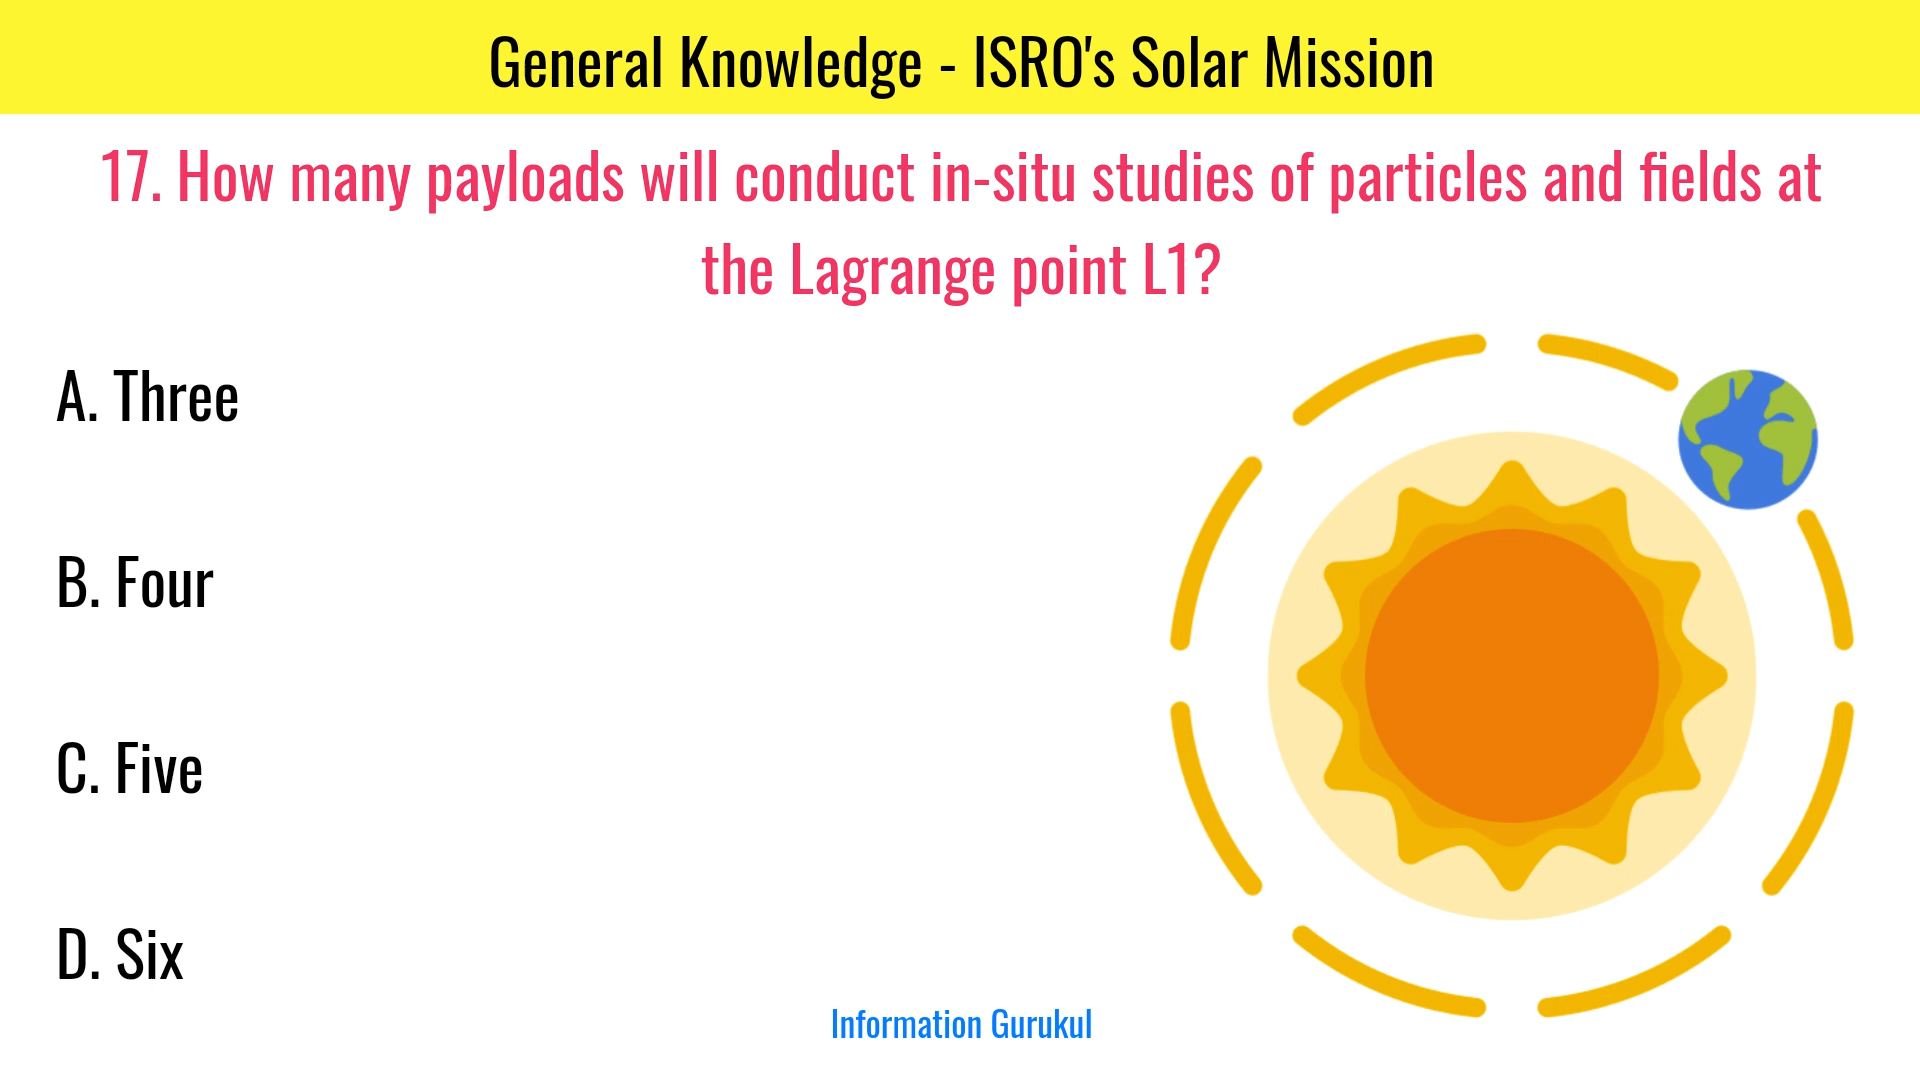 General Knowledge - ISRO's Solar Mission
17. How many payloads will conduct in-situ studies of particles and fields at
the Lagrange point L1?
A. Three
B. Four
C. Five
D. Six
Information Gurukul